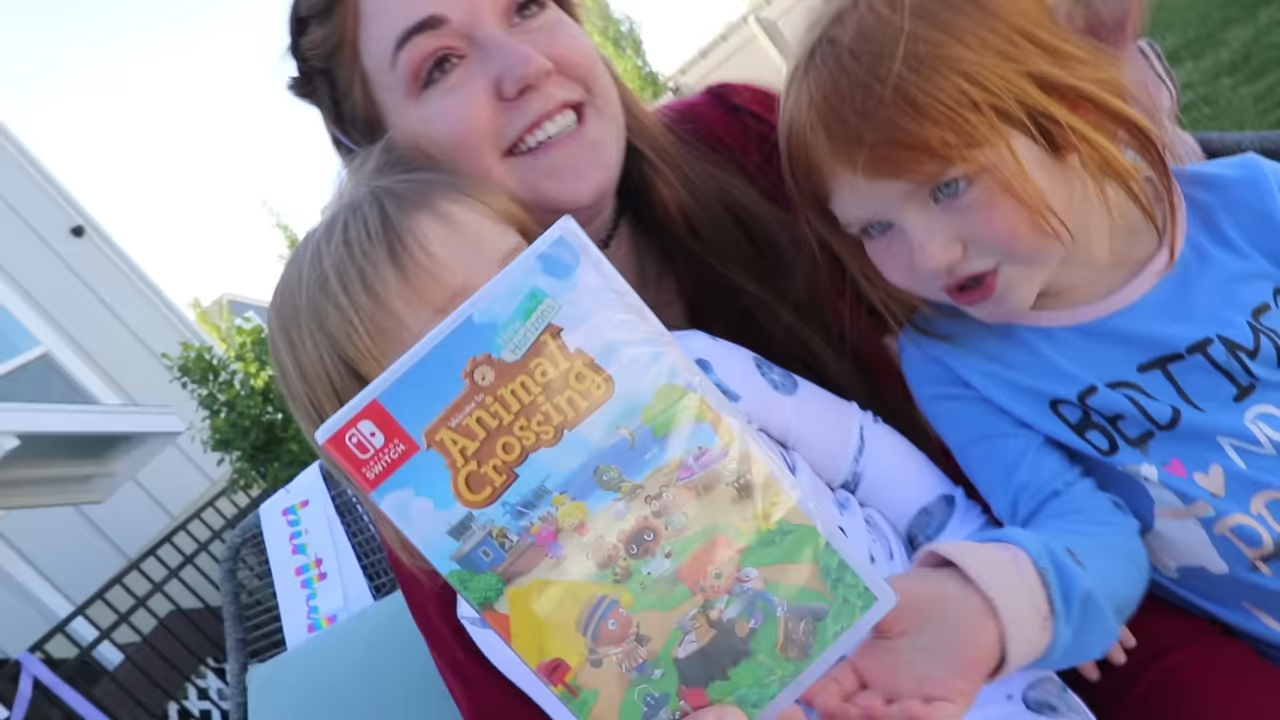 New
Horizons
Welcome to
Animal
Crossing
NINTENDO
SWITCH
birthday
BEDTIME